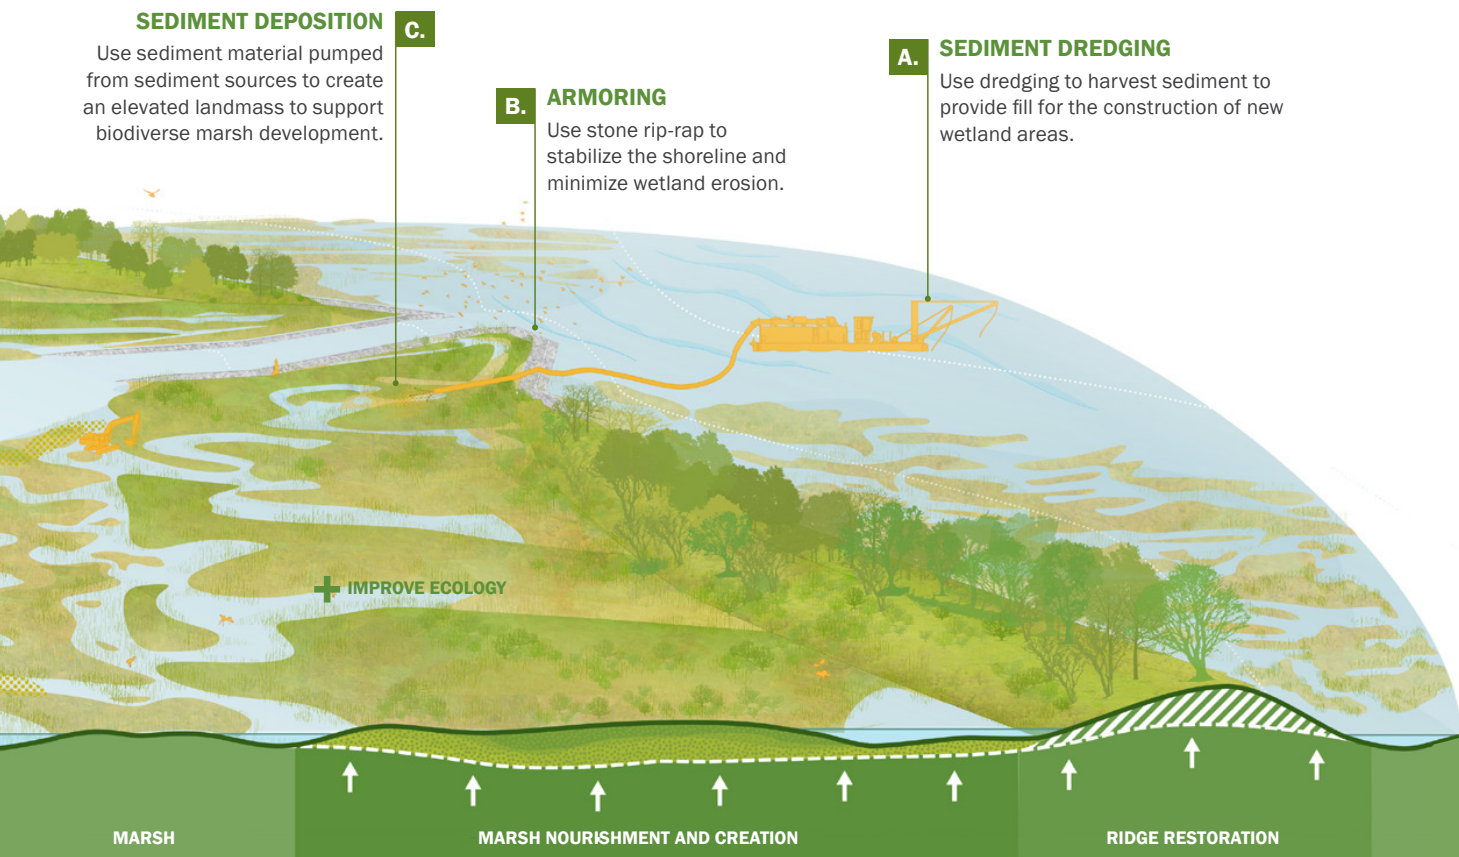 SEDIMENT DEPOSITION
C.
Use sediment material pumped
from sediment sources to create
an elevated landmass to support
biodiverse marsh development.
B.
ARMORING
Use stone rip-rap to
stabilize the shoreline and
minimize wetland erosion.
A.
SEDIMENT DREDGING
Use dredging to harvest sediment to
provide fill for the construction of new
wetland areas.
IMPROVE ECOLOGY
MARSH
MARSH NOURISHMENT AND CREATION
RIDGE RESTORATION